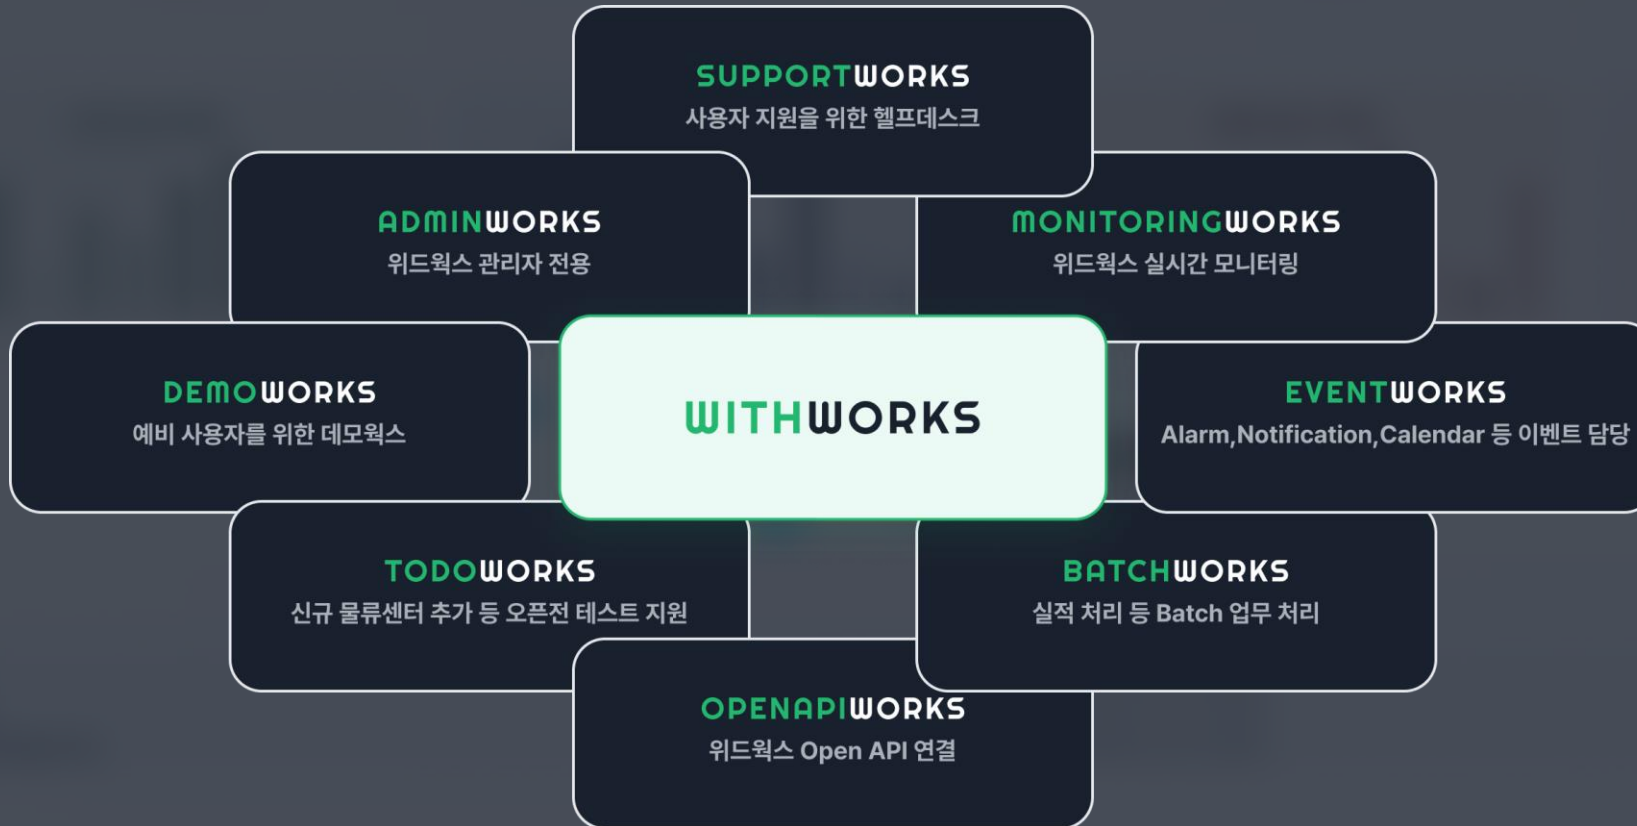 SUPPORTWORKS
사용자 지원을 위한 헬프데스크
ADMINWORKS
위드웍스 관리자 전용
MONITORINGWORKS
위드웍스 실시간 모니터링
DEMOWORKS
예비 사용자를 위한 데모웍스
WITHWORKS
EVENTWORKS
Alarm,Notification,Calendar 등 이벤트 담당
TODOWORKS
신규 물류센터 추가 등 오픈전 테스트 지원
BATCHWORKS
실적 처리 등 Batch 업무 처리
OPENAPIWORKS
위드웍스 Open API 연결